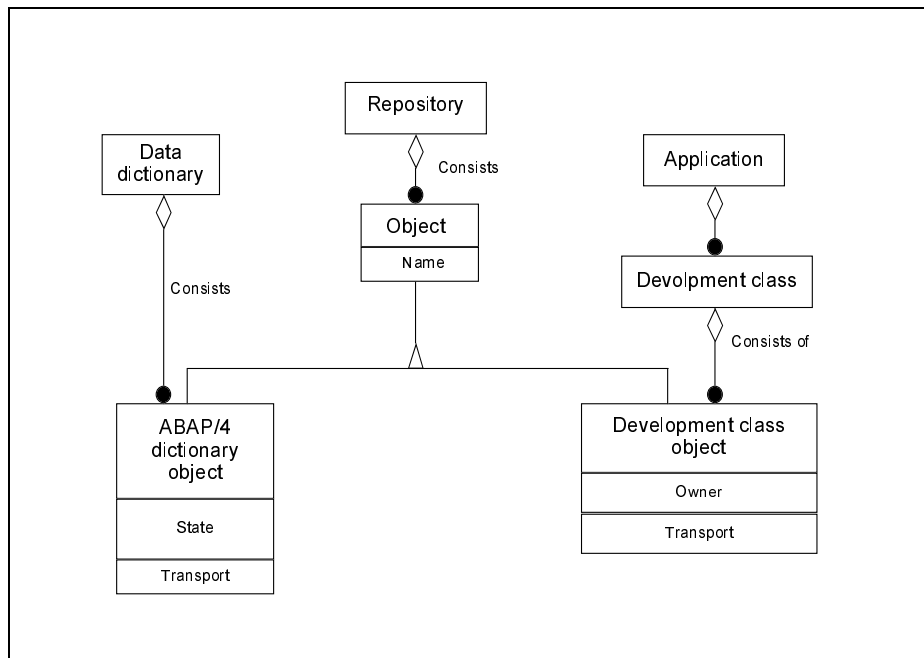 Repository
Data
dictionary
Application
Consists
Object
Name
Devolpment class
Consists
Consists of
ABAP/4
dictionary
object
State
Transport
Development class
object
Owner
Transport